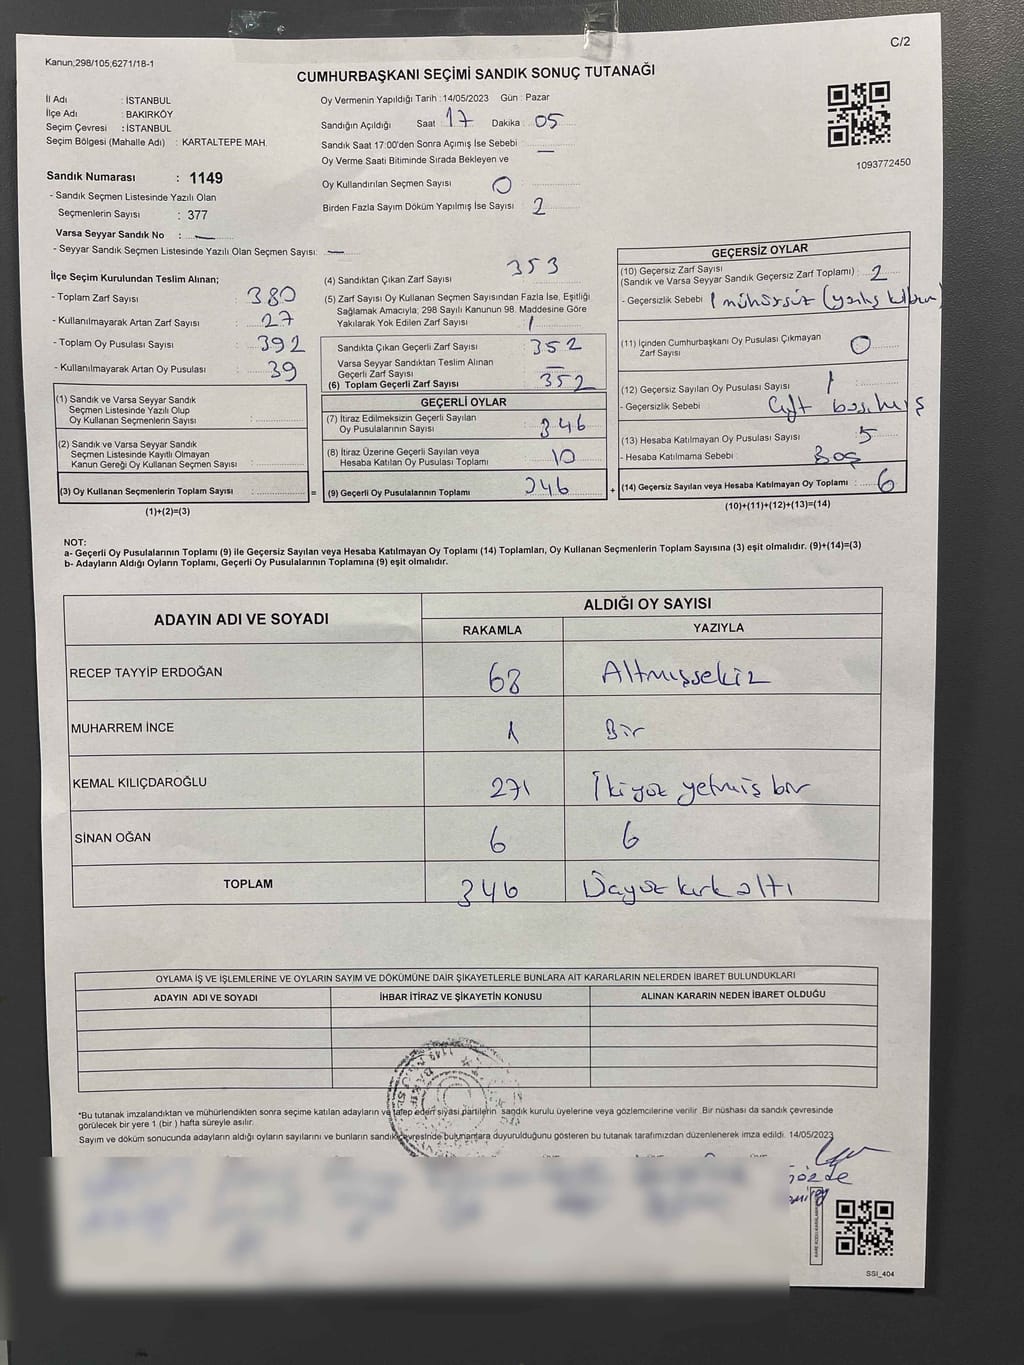 C/2
Kanun;298/105,6271/18-1
CUMHURBAŞKANI SEÇİMİ SANDIK SONUÇ TUTANAĞI
İl Adı : İSTANBUL
İlçe Adı : BAKIRKÖY
Seçim Çevresi : İSTANBUL
Seçim Bölgesi (Mahalle Adı) : KARTALTEPE MAH.
Sandık Numarası : 1149
- Sandık Seçmen Listesinde Yazılı Olan
Seçmenlerin Sayısı : 377
Varsa Seyyar Sandık No : —
- Seyyar Sandık Seçmen Listesinde Yazılı Olan Seçmen Sayısı: —
Oy Vermenin Yapıldığı Tarih :14/05/2023 Gün : Pazar
Sandığın Açıldığı Saat 17 Dakika : 05
Sandık Saat 17:00'den Sonra Açımış İse Sebebi : —
Oy Verme Saati Bitiminde Sırada Bekleyen ve
Oy Kullandırılan Seçmen Sayısı : 0
Birden Fazla Sayım Döküm Yapılmış İse Sayısı : 2
1093772450
İlçe Seçim Kurulundan Teslim Alınan;
- Toplam Zarf Sayısı : 380
- Kullanılmayarak Artan Zarf Sayısı : 27
- Toplam Oy Pusulası Sayısı : 392
- Kullanılmayarak Artan Oy Pusulası : 39
(1) Sandık ve Varsa Seyyar Sandık
Seçmen Listesinde Yazılı Olup
Oy Kullanan Seçmenlerin Sayısı :
(2) Sandık ve Varsa Seyyar Sandık
Seçmen Listesinde Kayıtlı Olmayan
Kanun Gereği Oy Kullanan Seçmen Sayısı :
(3) Oy Kullanan Seçmenlerin Toplam Sayısı :
(1)+(2)=(3)
(4) Sandıktan Çıkan Zarf Sayısı : 353
(5) Zarf Sayısı Oy Kullanan Seçmen Sayısından Fazla İse, Eşitliği
Sağlamak Amacıyla; 298 Sayılı Kanunun 98. Maddesine Göre
Yakılarak Yok Edilen Zarf Sayısı : 1
Sandıkta Çıkan Geçerli Zarf Sayısı : 352
Varsa Seyyar Sandıktan Teslim Alınan
Geçerli Zarf Sayısı : —
(6) Toplam Geçerli Zarf Sayısı : 352
GEÇERLİ OYLAR
(7) İtiraz Edilmeksizin Geçerli Sayılan
Oy Pusulalarının Sayısı : 346
(8) İtiraz Üzerine Geçerli Sayılan veya
Hesaba Katılan Oy Pusulası Toplamı : 10
= (9) Geçerli Oy Pusulalarının Toplamı : 346 +
GEÇERSİZ OYLAR
(10) Geçersiz Zarf Sayısı
(Sandık ve Varsa Seyyar Sandık Geçersiz Zarf Toplamı) : 2
- Geçersizlik Sebebi : 1 mühürsüz
(11) İçinden Cumhurbaşkanı Oy Pusulası Çıkmayan
Zarf Sayısı : 0
(12) Geçersiz Sayılan Oy Pusulası Sayısı : 1
- Geçersizlik Sebebi : Çift basılmış
(13) Hesaba Katılmayan Oy Pusulası Sayısı : 5
- Hesaba Katılmama Sebebi : Boş
(14) Geçersiz Sayılan veya Hesaba Katılmayan Oy Toplamı : 6
(10)+(11)+(12)+(13)=(14)
NOT:
a- Geçerli Oy Pusulalarının Toplamı (9) ile Geçersiz Sayılan veya Hesaba Katılmayan Oy Toplamı (14) Toplamları, Oy Kullanan Seçmenlerin Toplam Sayısına (3) eşit olmalıdır. (9)+(14)=(3)
b- Adayların Aldığı Oyların Toplamı, Geçerli Oy Pusulalarının Toplamına (9) eşit olmalıdır.
ADAYIN ADI VE SOYADI ALDIĞI OY SAYISI
RAKAMLA YAZIYLA
RECEP TAYYİP ERDOĞAN 68 Altmışsekiz
MUHARREM İNCE 1 Bir
KEMAL KILIÇDAROĞLU 271 İkiyüz yetmiş bir
SİNAN OĞAN 6 6
TOPLAM 346 Üçyüz kırk altı
OYLAMA İŞ VE İŞLEMLERİNE VE OYLARIN SAYIM VE DÖKÜMÜNE DAİR ŞİKAYETLERLE BUNLARA AİT KARARLARIN NELERDEN İBARET BULUNDUKLARI
ADAYIN ADI VE SOYADI İHBAR İTİRAZ VE ŞİKAYETİN KONUSU ALINAN KARARIN NEDEN İBARET OLDUĞU
*Bu tutanak imzalandıktan ve mühürlendikten sonra seçime katılan adayların ve talep eden siyasi partilerin sandık kurulu üyelerine veya gözlemcilerine verilir .Bir nüshası da sandık çevresinde
görülecek bir yere 1 (bir ) hafta süreyle asılır.
Sayım ve döküm sonucunda adayların aldığı oyların sayılarını ve bunların sandık çevresinde bulunanlara duyurulduğunu gösteren bu tutanak tarafımızdan düzenlenerek imza edildi. 14/05/2023
SSI_404